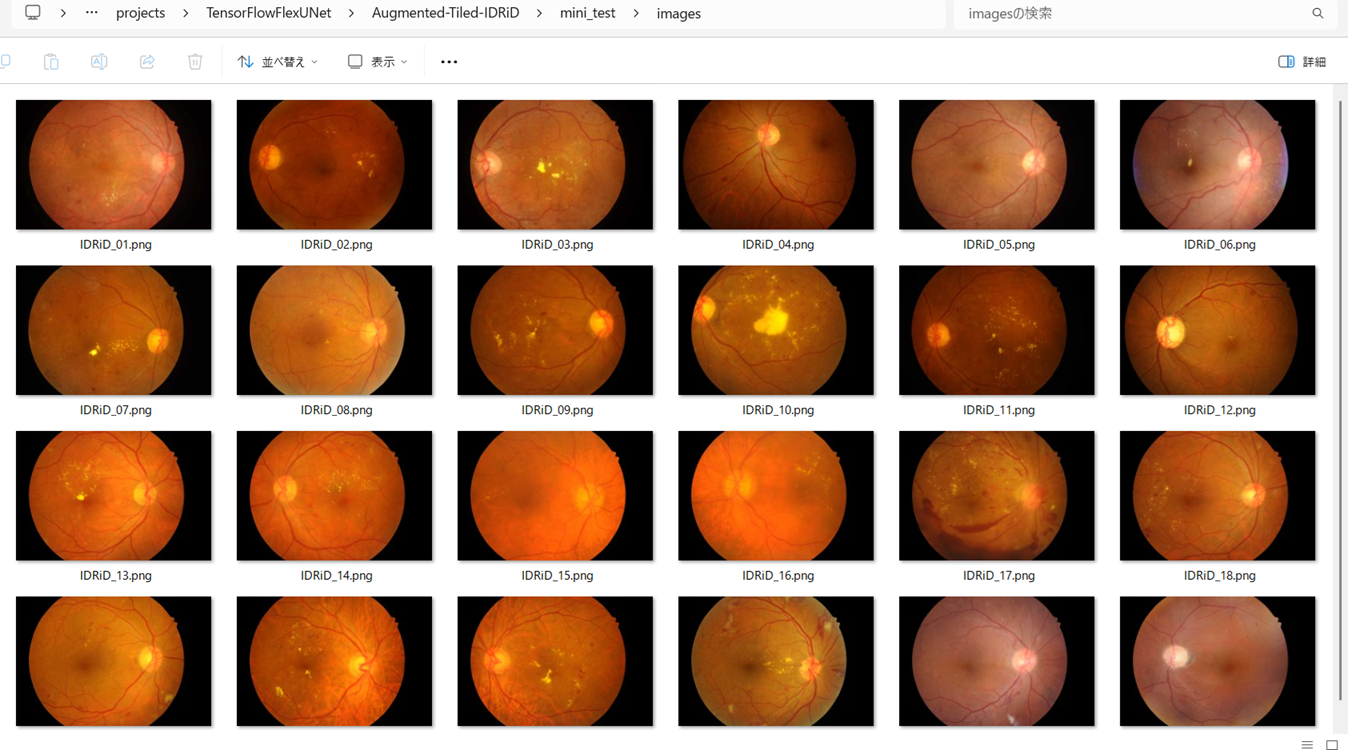 … projects > TensorFlowFlexUNet > Augmented-Tiled-IDRiD > mini_test > images
imagesの検索
並べ替え 表示 … 詳細
IDRiD_01.png IDRiD_02.png IDRiD_03.png IDRiD_04.png IDRiD_05.png IDRiD_06.png
IDRiD_07.png IDRiD_08.png IDRiD_09.png IDRiD_10.png IDRiD_11.png IDRiD_12.png
IDRiD_13.png IDRiD_14.png IDRiD_15.png IDRiD_16.png IDRiD_17.png IDRiD_18.png